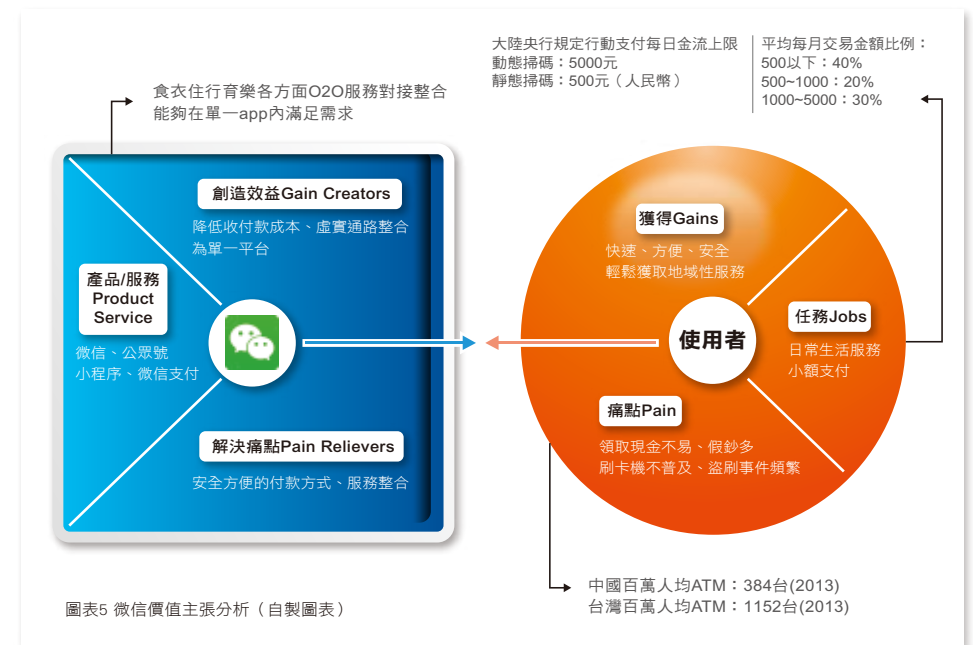 大陸央行規定行動支付每日金流上限
動態掃碼：5000元
靜態掃碼：500元（人民幣）
平均每月交易金額比例：
500以下：40%
500~1000：20%
1000~5000：30%
食衣住行育樂各方面O2O服務對接整合
能夠在單一app內滿足需求
創造效益Gain Creators
降低收付款成本、虛實通路整合
為單一平台
產品/服務
Product
Service
微信、公眾號
小程序、微信支付
解決痛點Pain Relievers
安全方便的付款方式、服務整合
獲得Gains
快速、方便、安全
輕鬆獲取地域性服務
使用者
任務Jobs
日常生活服務
小額支付
痛點Pain
領取現金不易、假鈔多
刷卡機不普及、盜刷事件頻繁
中國百萬人均ATM：384台(2013)
台灣百萬人均ATM：1152台(2013)
圖表5 微信價值主張分析（自製圖表）